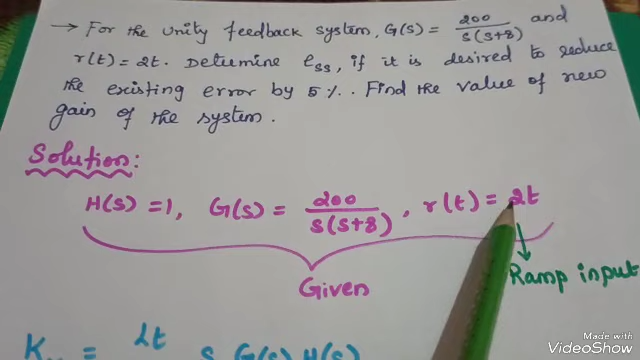 → For the unity feedback system, G(s) = 200 / s(s+8) and
r(t) = 2t. Determine ess, if it is desired to reduce
the existing error by 5%. Find the value of new
gain of the system.
Solution:
H(s) = 1, G(s) = 200 / s(s+8), r(t) = 2t
Given
Ramp input
= Lt s G(s) H(s)
Made with
VideoShow